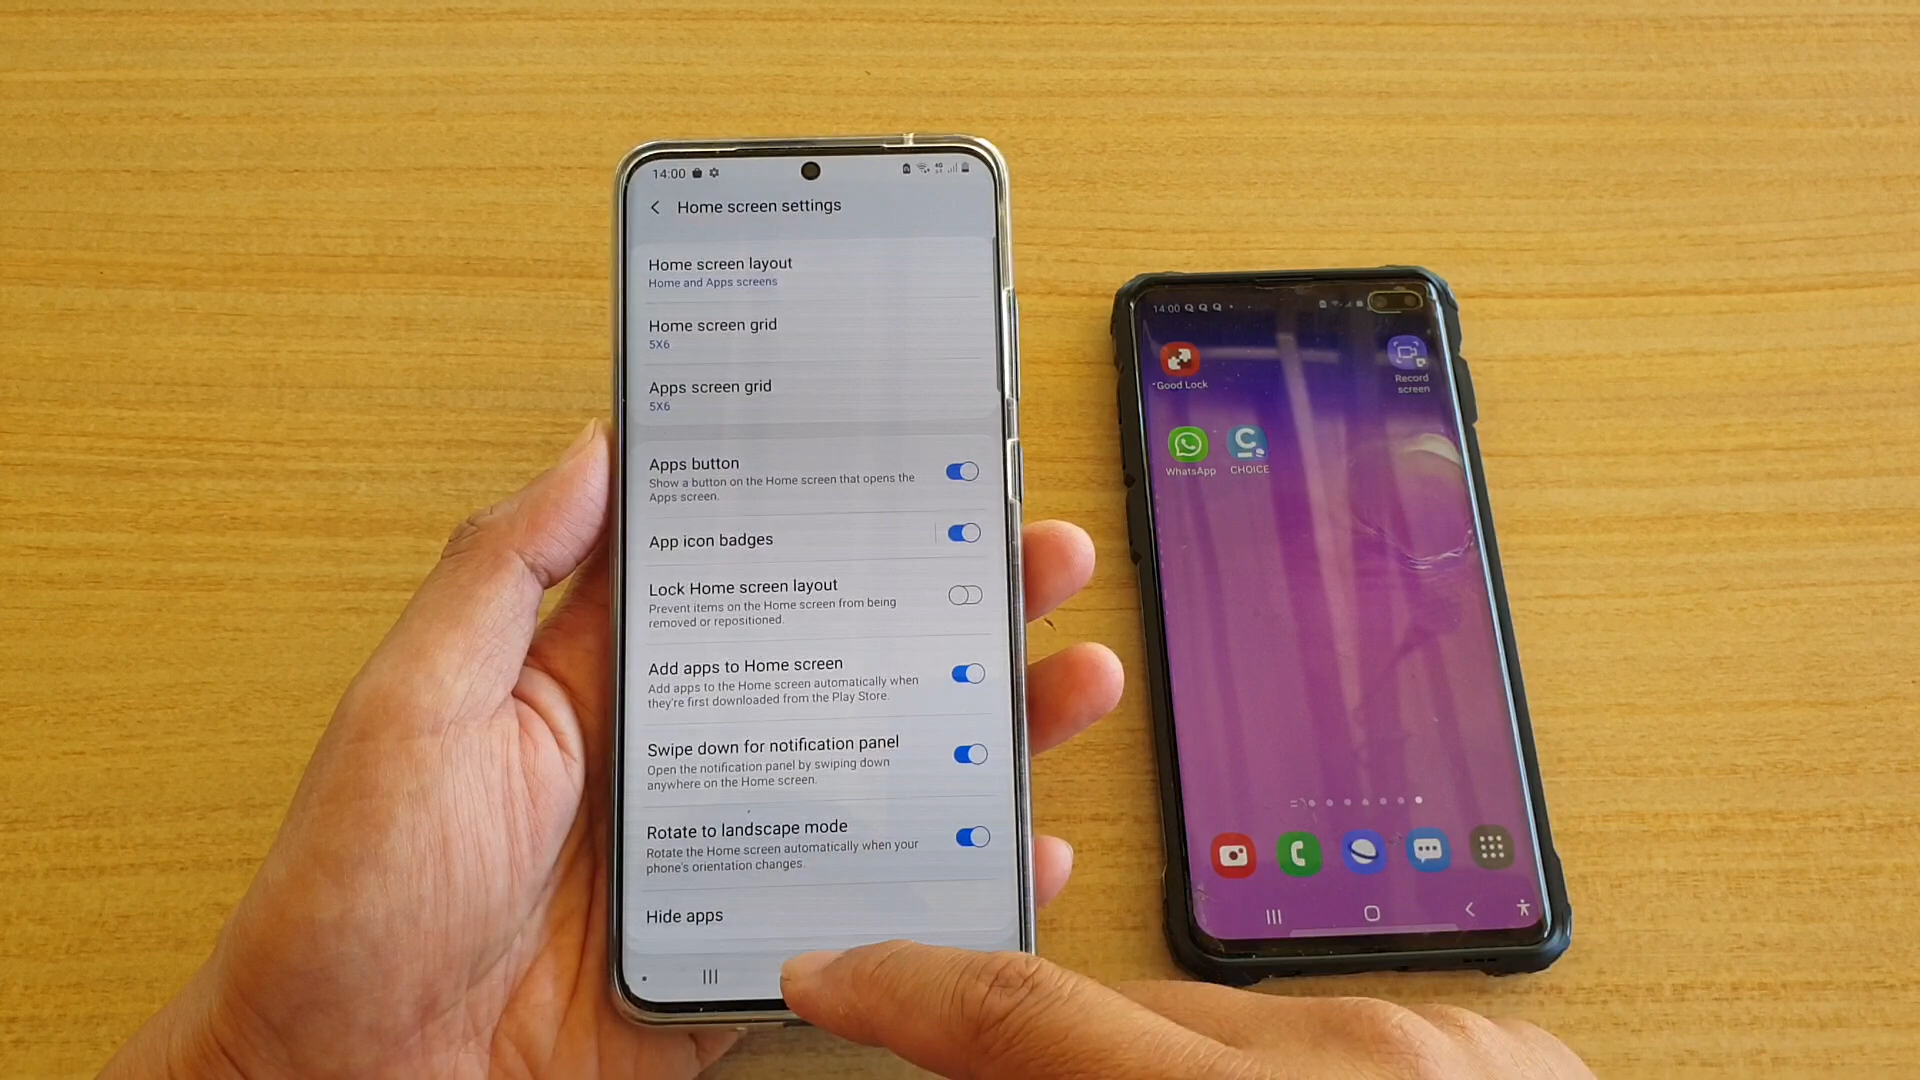 14:00
Home screen settings
Home screen layout
Home and Apps screens
Home screen grid
5X6
Apps screen grid
5X6
Apps button
Show a button on the Home screen that opens the
Apps screen.
App icon badges
Lock Home screen layout
Prevent items on the Home screen from being
removed or repositioned.
Add apps to Home screen
Add apps to the Home screen automatically when
they're first downloaded from the Play Store.
Swipe down for notification panel
Open the notification panel by swiping down
anywhere on the Home screen.
Rotate to landscape mode
Rotate the Home screen automatically when your
phone's orientation changes.
Hide apps
14:00
Good Lock
Record
screen
WhatsApp
C
CHOICE